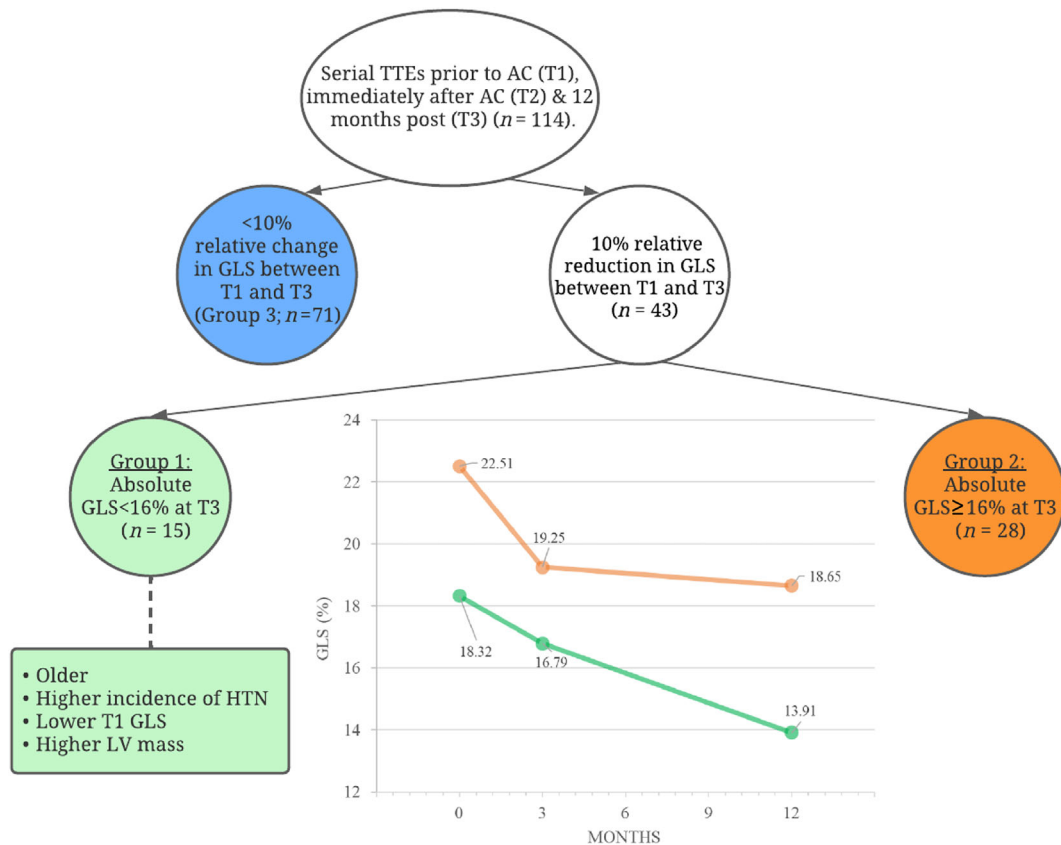 Serial TTEs prior to AC (T1),
immediately after AC (T2) & 12
months post (T3) (n = 114).
<10%
relative change
in GLS between
T1 and T3
(Group 3; n=71)
10% relative
reduction in GLS
between T1 and T3
(n = 43)
Group 1:
Absolute
GLS<16% at T3
(n = 15)
Group 2:
Absolute
GLS≥16% at T3
(n = 28)
• Older
• Higher incidence of HTN
• Lower T1 GLS
• Higher LV mass
GLS (%)
24
22
20
18
16
14
12
22.51
19.25
18.65
18.32
16.79
13.91
0
3
6
9
12
MONTHS